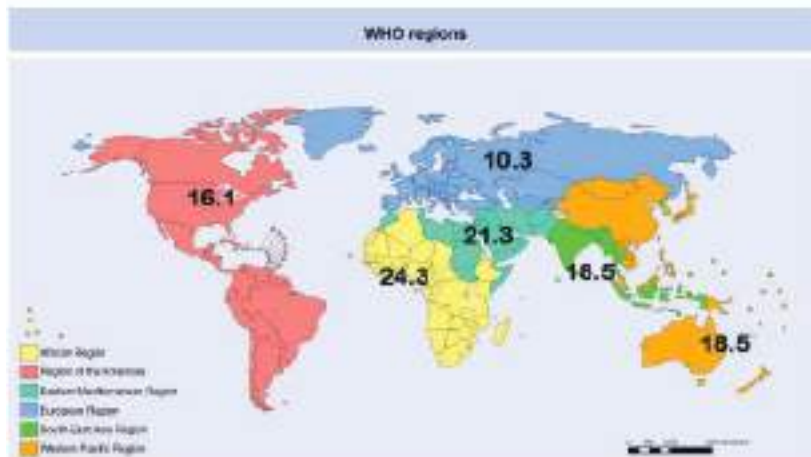 WHO regions
10.3
16.1
21.3
24.3
18.5
18.5
African Region
Region of the Americas
Eastern Mediterranean Region
European Region
South-East Asia Region
Western Pacific Region